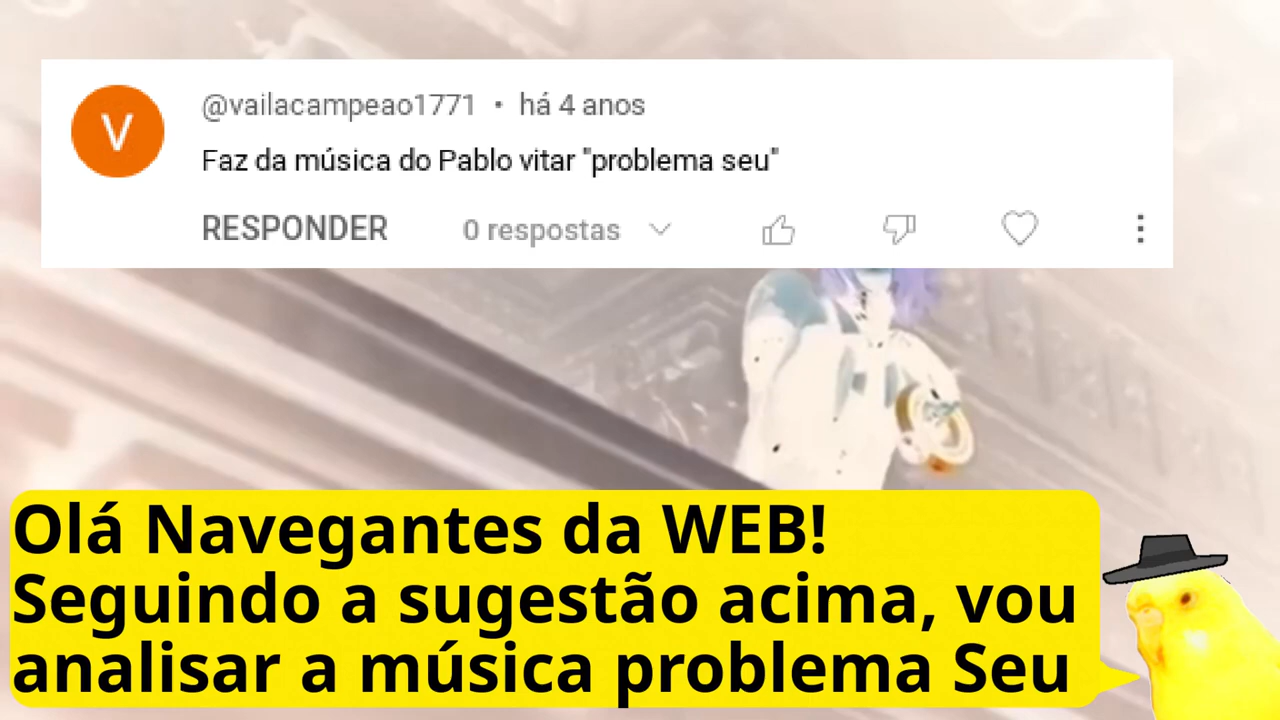 V
@vailacampeao1771 • há 4 anos
Faz da música do Pablo vitar "problema seu"
RESPONDER 0 respostas
Olá Navegantes da WEB!
Seguindo a sugestão acima, vou
analisar a música problema Seu